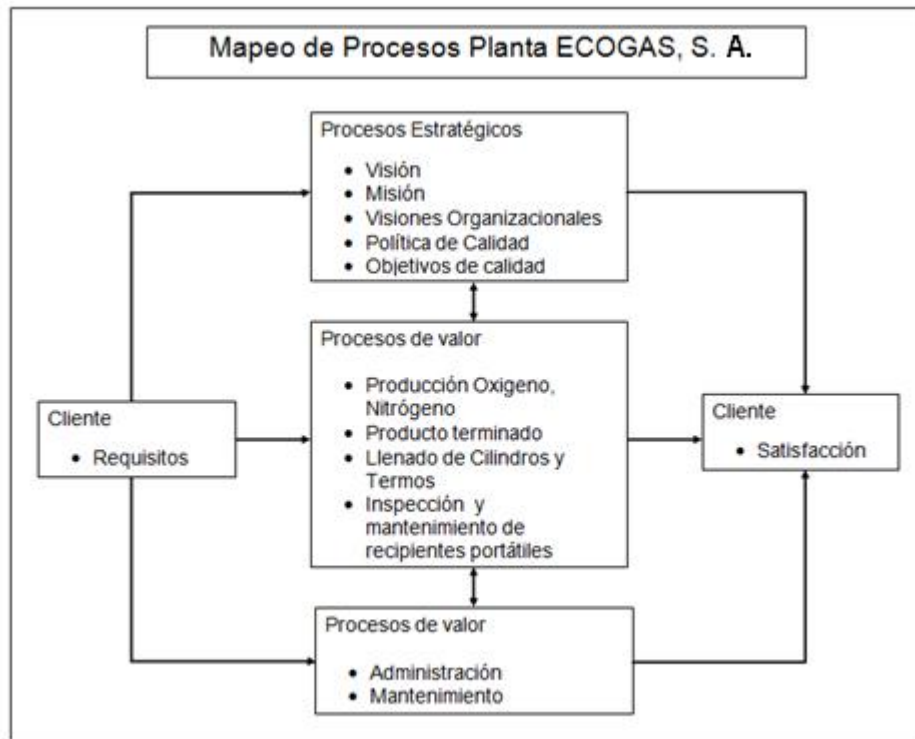 Mapeo de Procesos Planta ECOGAS, S. A.
Procesos Estratégicos
• Visión
• Misión
• Visiones Organizacionales
• Política de Calidad
• Objetivos de calidad
Procesos de valor
• Producción Oxigeno,
Nitrógeno
• Producto terminado
• Llenado de Cilindros y
Termos
• Inspección y
mantenimiento de
recipientes portátiles
Cliente
• Requisitos
Cliente
• Satisfacción
Procesos de valor
• Administración
• Mantenimiento